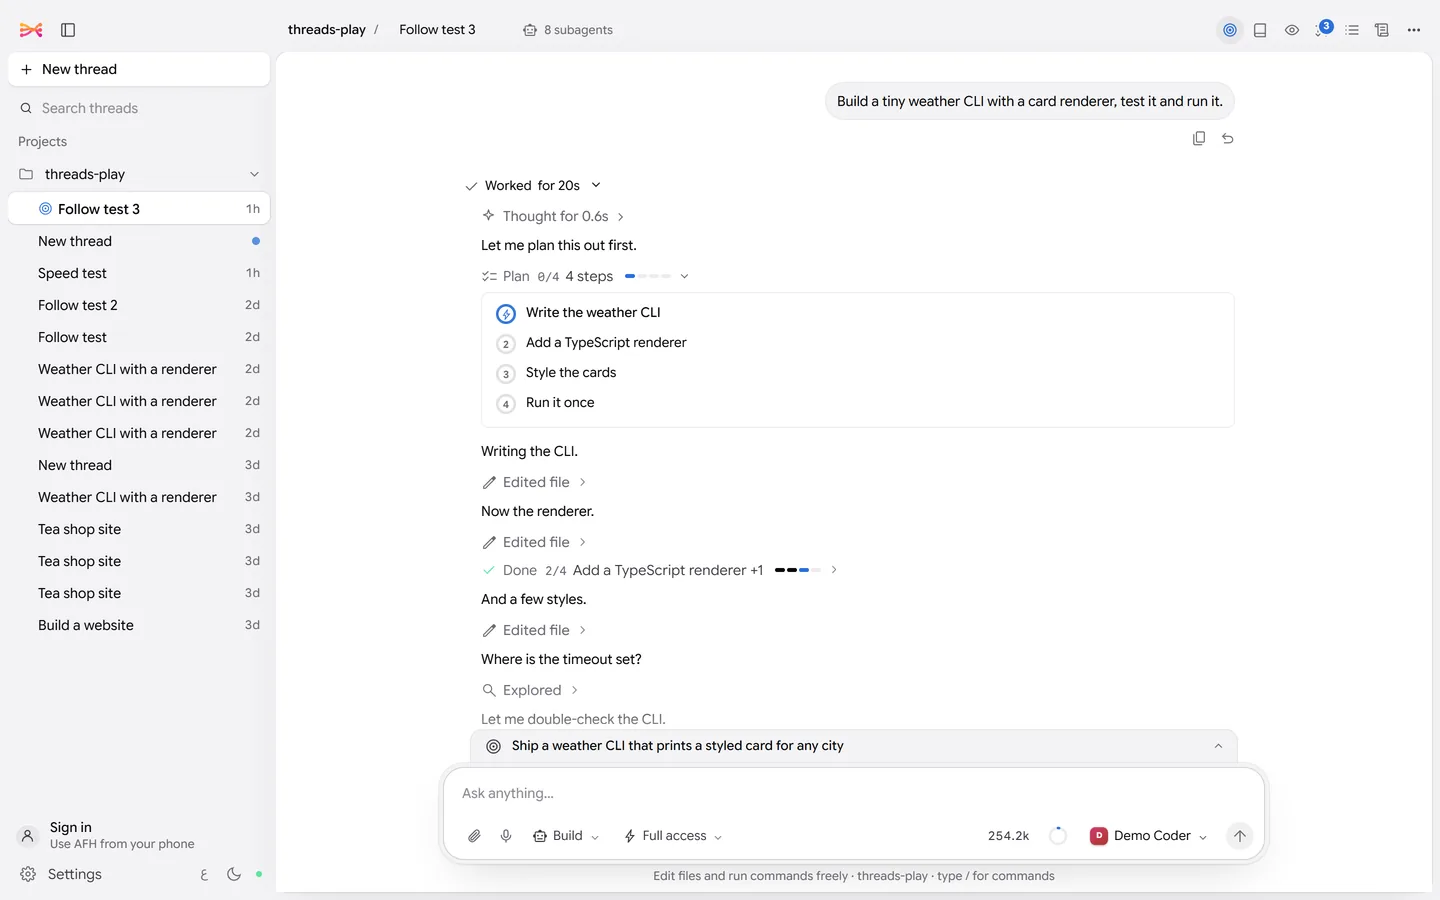 threads-play / Follow test 3 8 subagents 3
New thread
Search threads
Projects
threads-play
Follow test 3 1h
New thread
Speed test 1h
Follow test 2 2d
Follow test 2d
Weather CLI with a renderer 2d
Weather CLI with a renderer 2d
Weather CLI with a renderer 2d
New thread 3d
Weather CLI with a renderer 3d
Tea shop site 3d
Tea shop site 3d
Tea shop site 3d
Build a website 3d
Sign in
Use AFH from your phone
Settings ع
Build a tiny weather CLI with a card renderer, test it and run it.
Worked for 20s
Thought for 0.6s
Let me plan this out first.
Plan 0/4 4 steps
Write the weather CLI
2 Add a TypeScript renderer
3 Style the cards
4 Run it once
Writing the CLI.
Edited file
Now the renderer.
Edited file
Done 2/4 Add a TypeScript renderer +1
And a few styles.
Edited file
Where is the timeout set?
Explored
Let me double-check the CLI.
Ship a weather CLI that prints a styled card for any city
Ask anything...
Build Full access 254.2k D Demo Coder
Edit files and run commands freely · threads-play · type / for commands